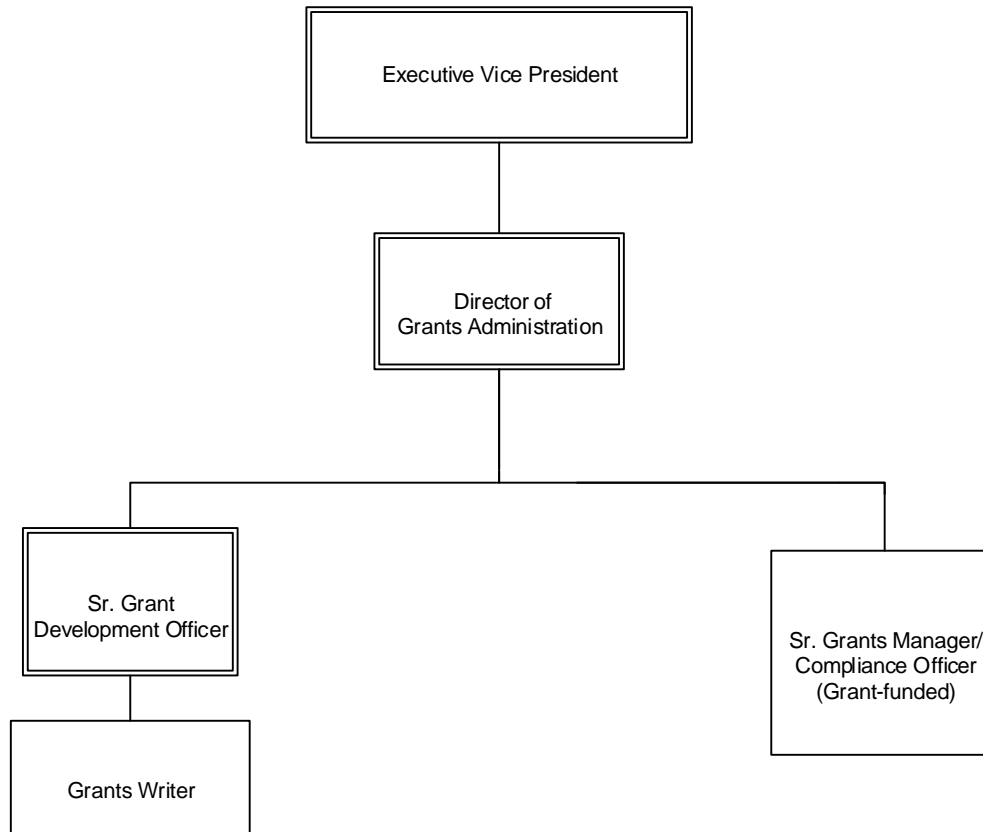 Executive Vice President
Director of
Grants Administration
Sr. Grant
Development Officer
Sr. Grants Manager/
Compliance Officer
(Grant-funded)
Grants Writer